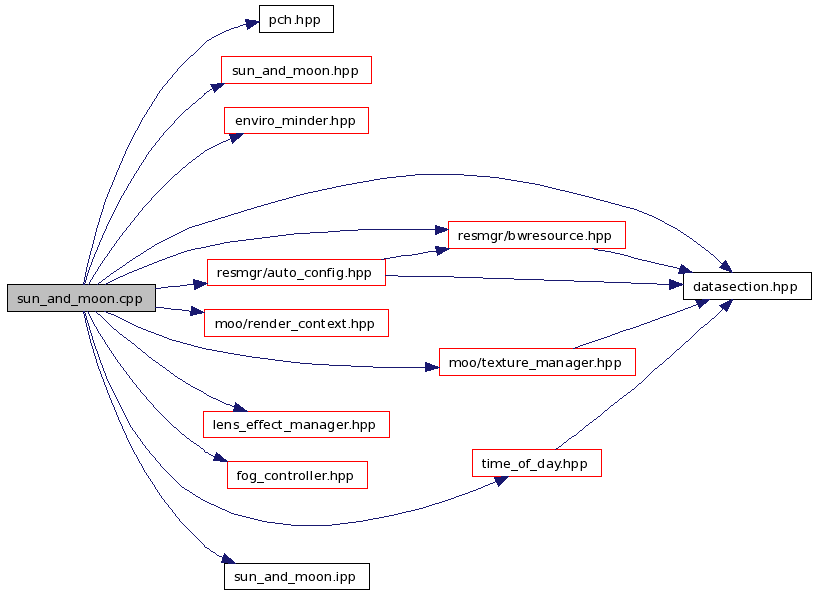 pch.hpp
sun_and_moon.hpp
enviro_minder.hpp
resmgr/bwresource.hpp
resmgr/auto_config.hpp
datasection.hpp
sun_and_moon.cpp
moo/render_context.hpp
moo/texture_manager.hpp
lens_effect_manager.hpp
time_of_day.hpp
fog_controller.hpp
sun_and_moon.ipp